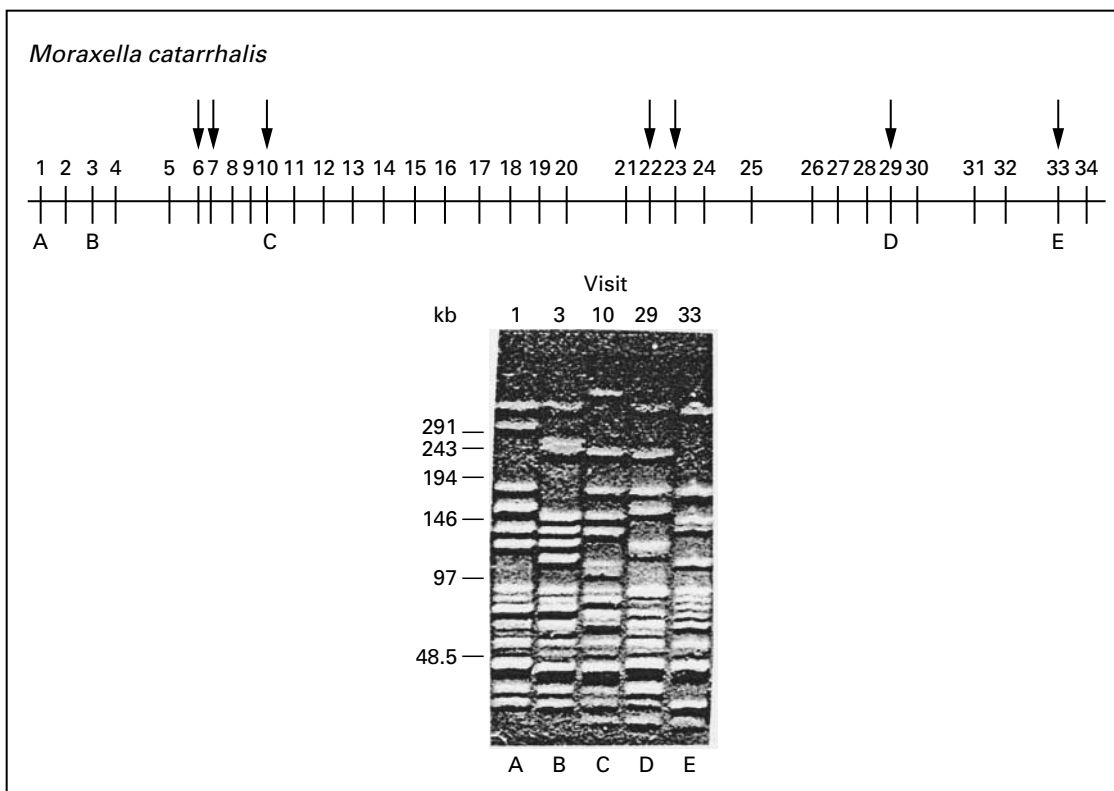 Moraxella catarrhalis
1 2 3 4 5 6 7 8 9 10 11 12 13 14 15 16 17 18 19 20 21 22 23 24 25 26 27 28 29 30 31 32 33 34
A B C D E
Visit
kb 1 3 10 29 33
291
243
194
146
97
48.5
A B C D E